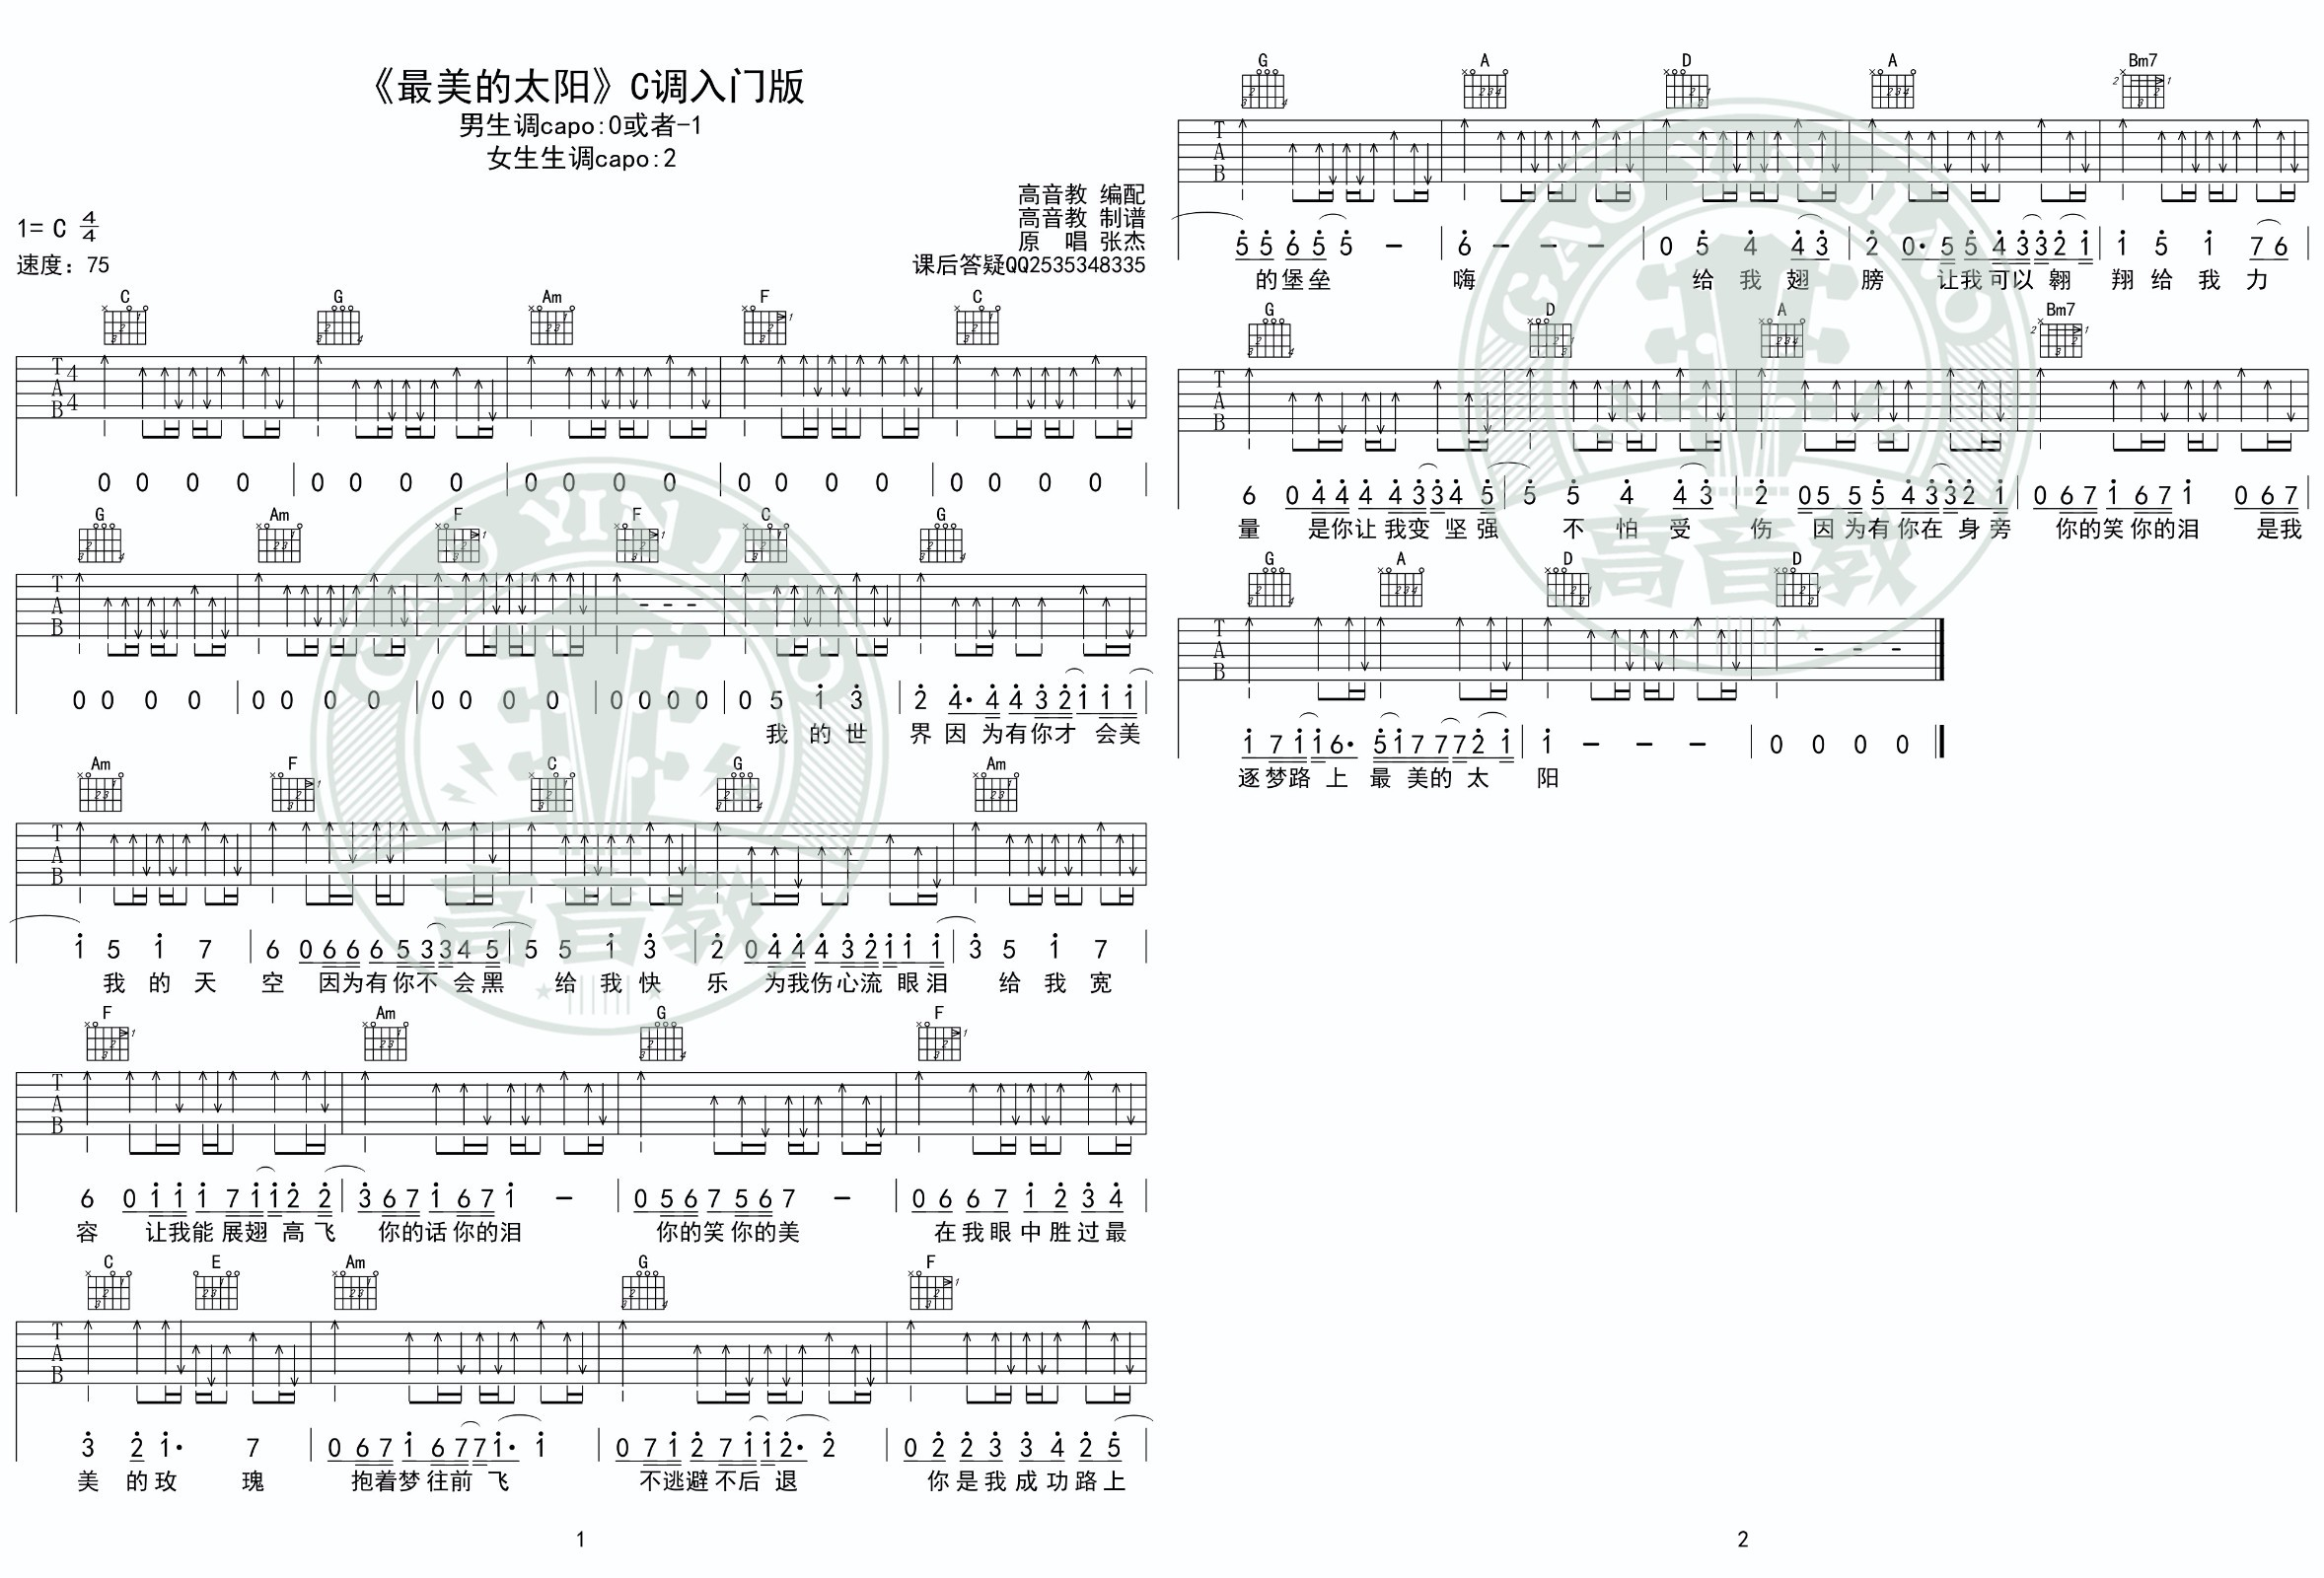 《最美的太阳》C调入门版
男生调capo:0或者-1
女生生调capo:2
高音教 编配
高音教 制谱
原 唱 张杰
课后答疑QQ2535348335
1= C 4/4
速度: 75
C G Am F C
0 0 0 0 0 0 0 0 0 0 0 0 0 0 0 0 0 0 0 0
G Am F F C G
0 0 0 0 0 0 0 0 0 0 0 0 0 0 0 0 0 5 1 3 2 4· 4 4 3 2 1 1 1
我 的 世 界 因 为有你才 会美
Am F C G Am
1 5 1 7 6 0 6 6 6 5 3 3 4 5 5 5 1 3 2 0 4 4 4 3 2 1 1 1 3 5 1 7
我 的 天 空 因为有你不 会黑 给 我 快 乐 为我伤心流 眼泪 给 我 宽
F Am G F
6 0 1 1 1 7 1 1 2 2 3 6 7 1 6 7 1 – 0 5 6 7 5 6 7 – 0 6 6 7 1 2 3 4
容 让我能展翅 高飞 你的话你的泪 你的笑你的美 在我眼中胜过最
C E Am G F
3 2 1· 7 0 6 7 1 6 7 7 1· 1 0 7 1 2 7 1 1 2· 2 0 2 2 3 3 4 2 5
美 的玫 瑰 抱着梦往前 飞 不逃避不后 退 你是我成功路上
1
G A D A Bm7
5 5 6 5 5 – 6 – – – 0 5 4 4 3 2 0· 5 5 4 3 3 2 1 1 5 1 7 6
的堡垒 嗨 给 我 翅 膀 让我可以 翱 翔 给 我 力
G D A Bm7
6 0 4 4 4 4 3 3 4 5 5 5 4 4 3 2 0 5 5 5 4 3 3 2 1 0 6 7 1 6 7 1 0 6 7
量 是你让 我变 坚强 不 怕 受 伤 因 为有你在 身旁 你的笑你的泪 是我
G A D D
1 7 1 1 6· 5 1 7 7 7 2 1 1 – – – 0 0 0 0
逐梦路 上 最 美的 太 阳
2
GAO YIN JIAO
高音教
GAO YIN JIAO
高音教